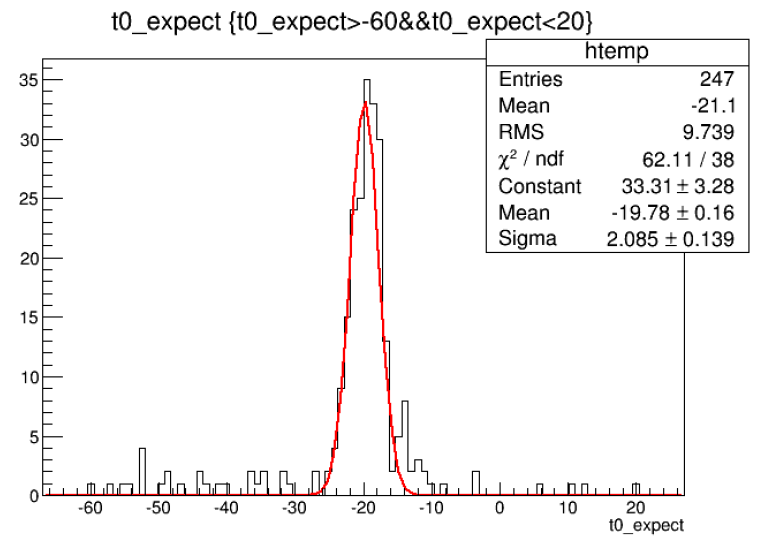 t0_expect {t0_expect>-60&&t0_expect<20}
htemp
Entries 247
Mean -21.1
RMS 9.739
χ² / ndf 62.11 / 38
Constant 33.31 ± 3.28
Mean -19.78 ± 0.16
Sigma 2.085 ± 0.139
35
30
25
20
15
10
5
0
-60 -50 -40 -30 -20 -10 0 10 20
t0_expect